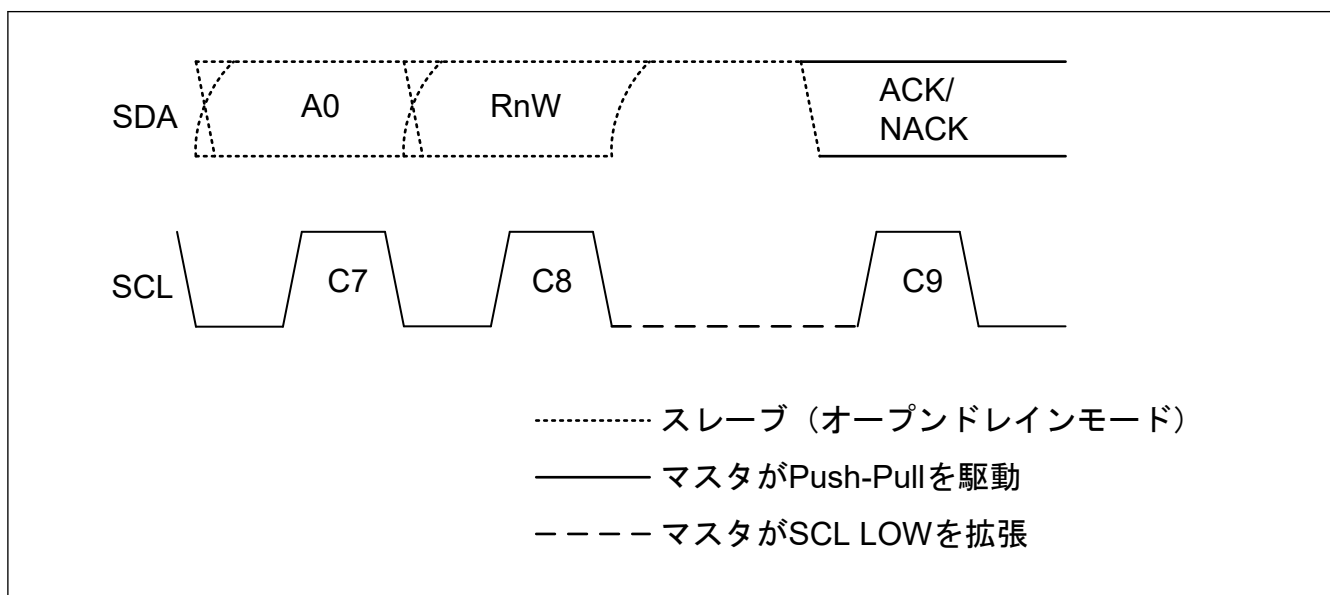 SDA
A0
RnW
ACK/
NACK
SCL
C7
C8
C9
スレーブ（オープンドレインモード）
マスタがPush-Pullを駆動
マスタがSCL LOWを拡張